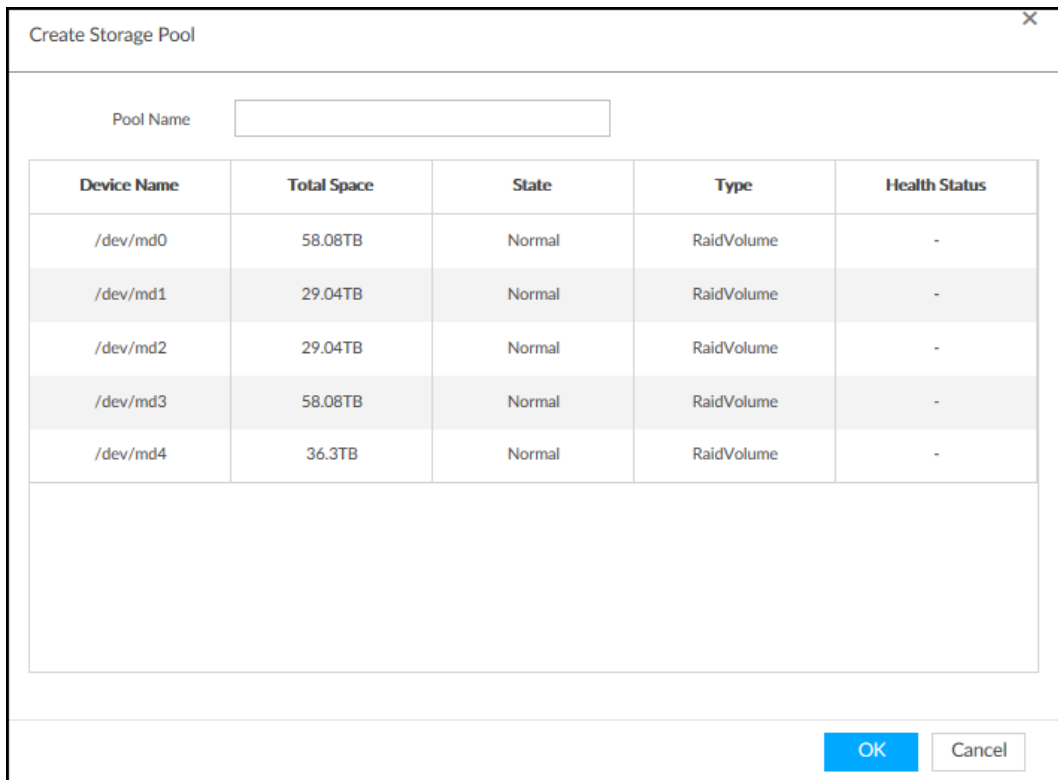 ×
Create Storage Pool
Pool Name
Device Name Total Space State Type Health Status
/dev/md0 58.08TB Normal RaidVolume -
/dev/md1 29.04TB Normal RaidVolume -
/dev/md2 29.04TB Normal RaidVolume -
/dev/md3 58.08TB Normal RaidVolume -
/dev/md4 36.3TB Normal RaidVolume -
OK Cancel